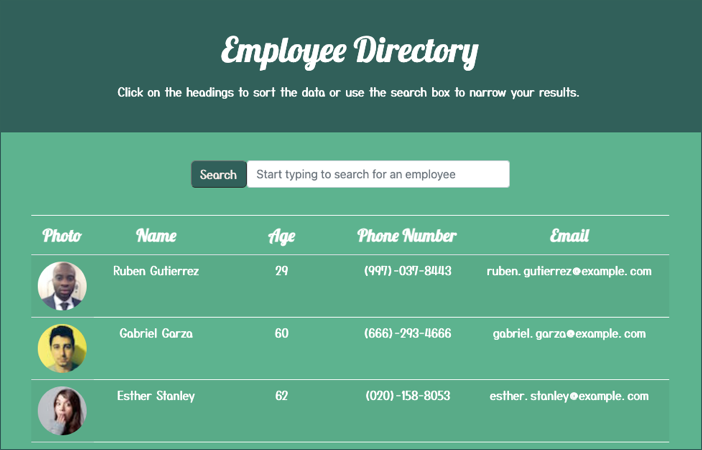 Employee Directory
Click on the headings to sort the data or use the search box to narrow your results.
Search Start typing to search for an employee
Photo Name Age Phone Number Email
Ruben Gutierrez 29 (997)-037-8443 ruben.gutierrez@example.com
Gabriel Garza 60 (666)-293-4666 gabriel.garza@example.com
Esther Stanley 62 (020)-158-8053 esther.stanley@example.com